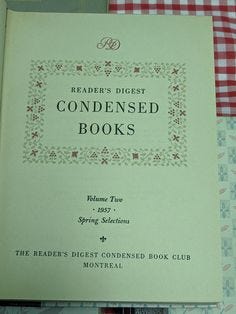 RD
READER'S DIGEST
CONDENSED
BOOKS
Volume Two
· 1957 ·
Spring Selections
THE READER'S DIGEST CONDENSED BOOK CLUB
MONTREAL